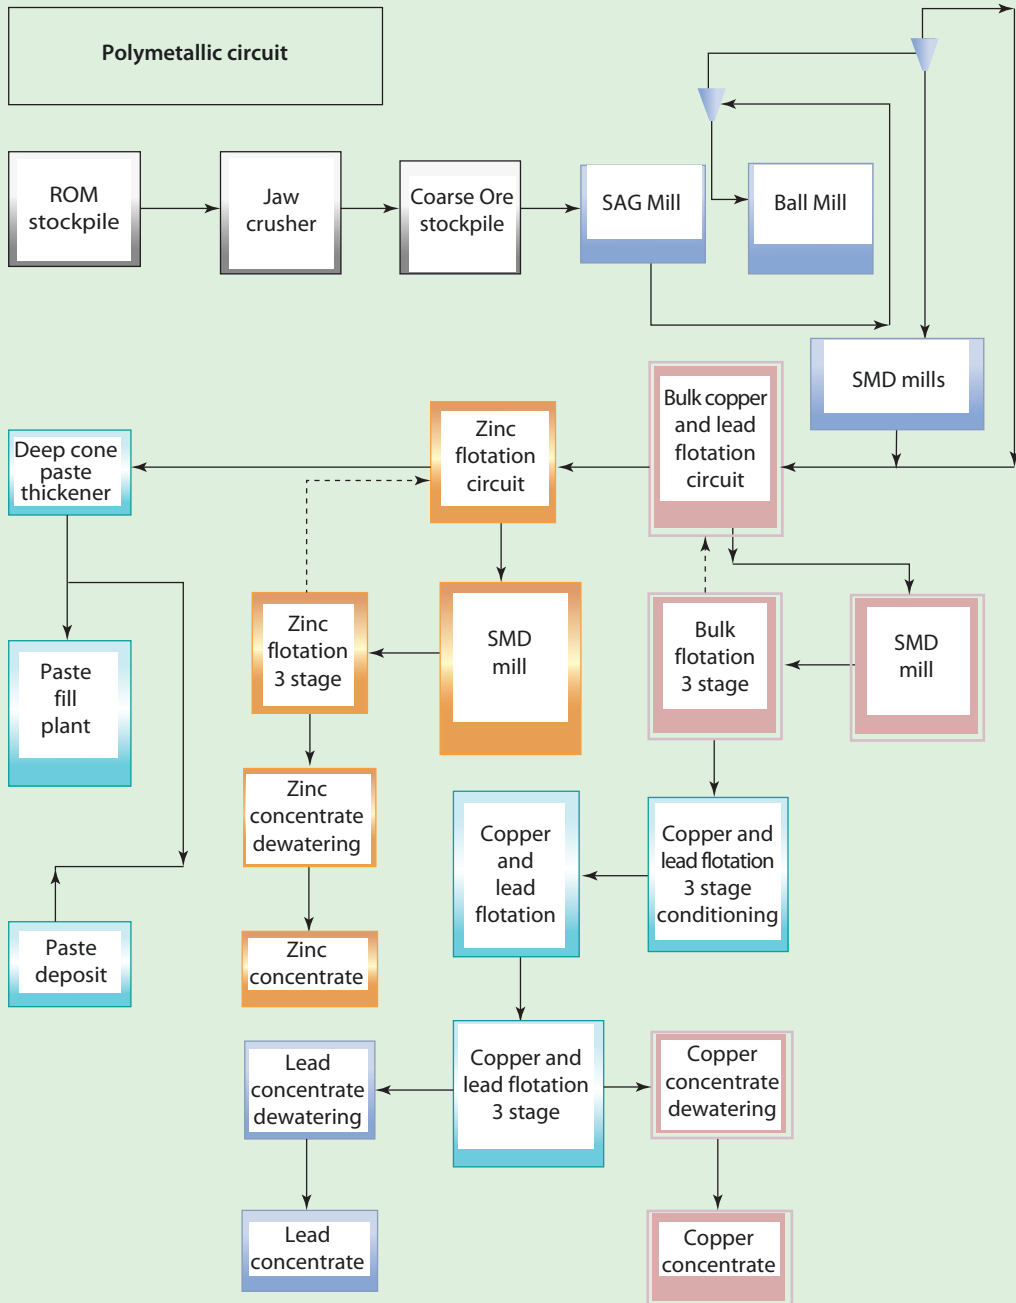 Polymetallic circuit
ROM
stockpile
Jaw
crusher
Coarse Ore
stockpile
SAG Mill
Ball Mill
SMD mills
Bulk copper
and lead
flotation
circuit
Zinc
flotation
circuit
Deep cone
paste
thickener
Paste
fill
plant
Zinc
flotation
3 stage
SMD
mill
Bulk
flotation
3 stage
SMD
mill
Zinc
concentrate
dewatering
Copper
and
lead
flotation
Copper and
lead flotation
3 stage
conditioning
Paste
deposit
Zinc
concentrate
Lead
concentrate
dewatering
Copper and
lead flotation
3 stage
Copper
concentrate
dewatering
Lead
concentrate
Copper
concentrate